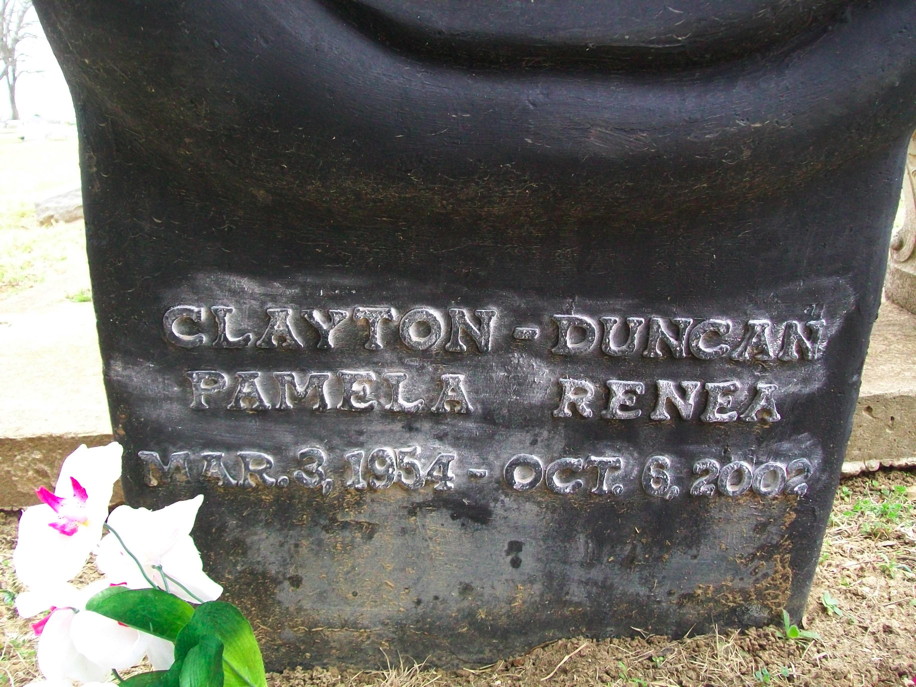 CLAYTON - DUNCAN
PAMELA RENEA
MAR. 3, 1954 - OCT. 6, 2002